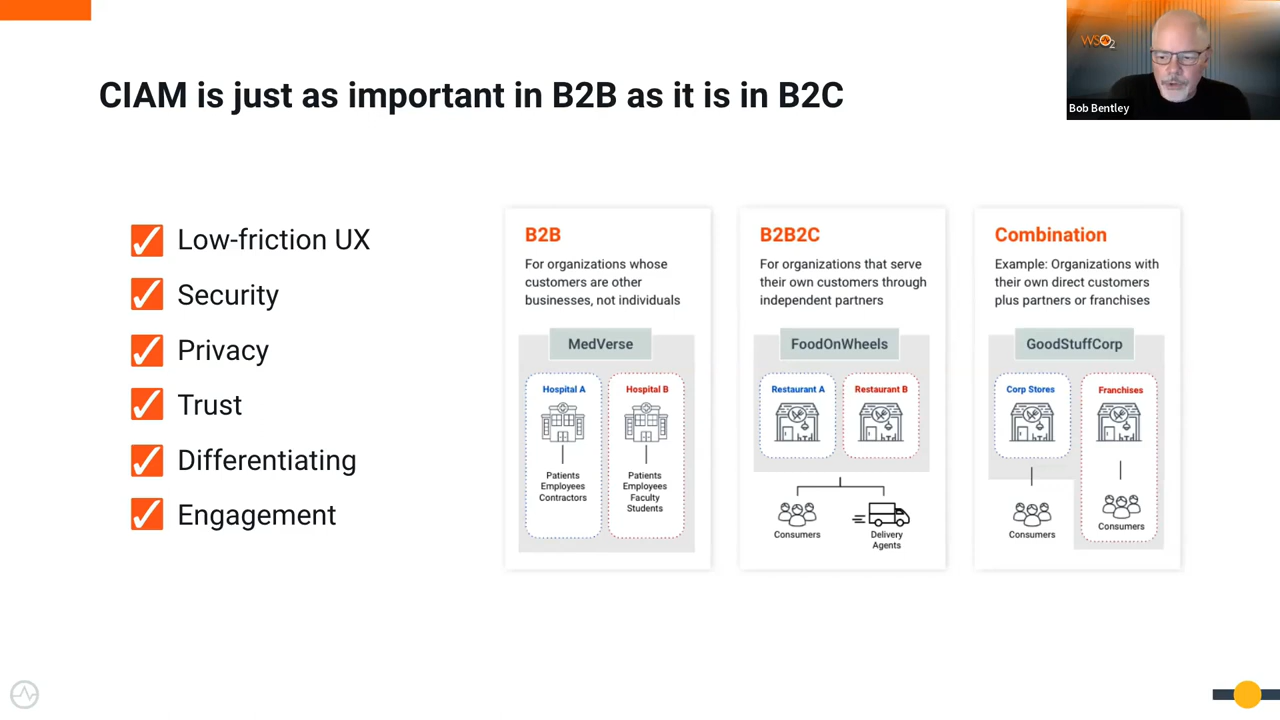 CIAM is just as important in B2B as it is in B2C
WSO2
Bob Bentley
Low-friction UX
Security
Privacy
Trust
Differentiating
Engagement
B2B
For organizations whose
customers are other
businesses, not individuals
MedVerse
Hospital A
Hospital B
Patients
Employees
Contractors
Patients
Employees
Faculty
Students
B2B2C
For organizations that serve
their own customers through
independent partners
FoodOnWheels
Restaurant A
Restaurant B
Consumers
Delivery
Agents
Combination
Example: Organizations with
their own direct customers
plus partners or franchises
GoodStuffCorp
Corp Stores
Franchises
Consumers
Consumers